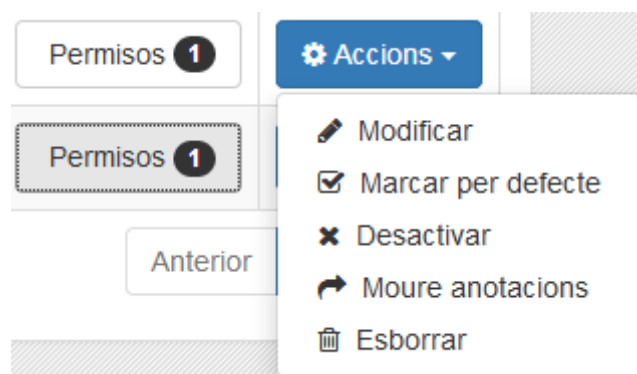 Permisos 1 Accions
Modificar
Permisos 1
Marcar per defecte
Desactivar
Anterior
Moure anotacions
Esborrar